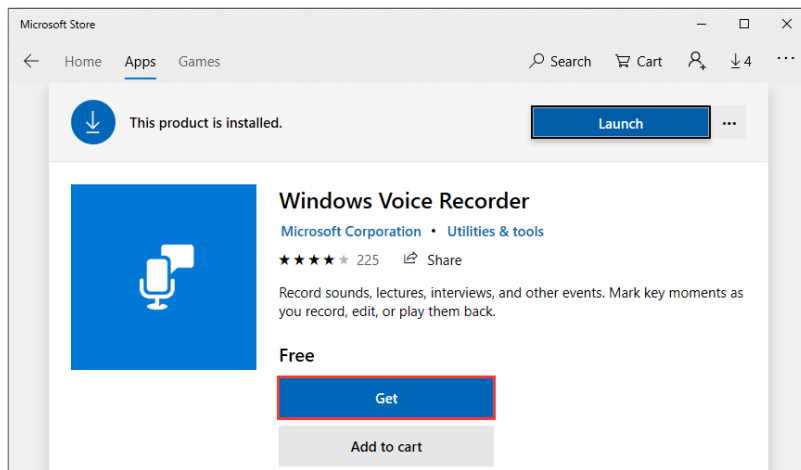 Microsoft Store
Home Apps Games Search Cart 4
This product is installed. Launch
Windows Voice Recorder
Microsoft Corporation • Utilities & tools
225 Share
Record sounds, lectures, interviews, and other events. Mark key moments as
you record, edit, or play them back.
Free
Get
Add to cart